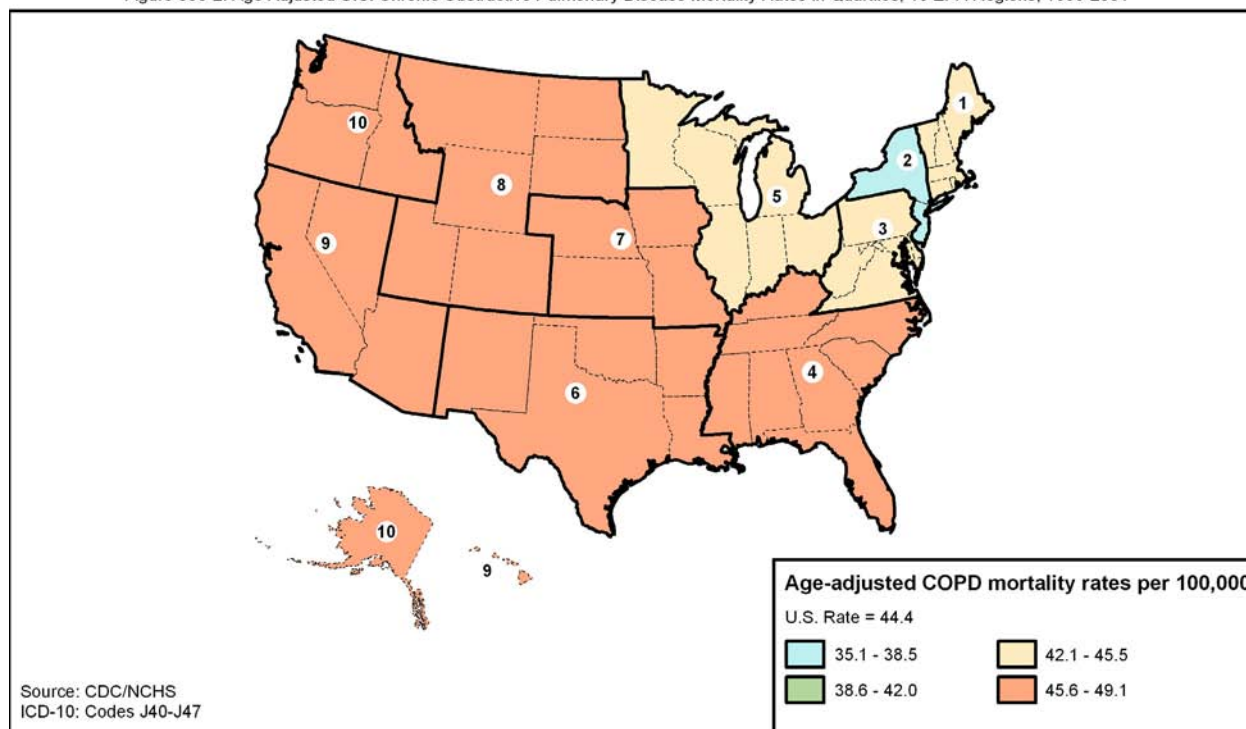 1
10
2
8
5
3
7
9
4
6
10
9
Age-adjusted COPD mortality rates per 100,000
U.S. Rate = 44.4
35.1 - 38.5
42.1 - 45.5
38.6 - 42.0
45.6 - 49.1
Source: CDC/NCHS
ICD-10: Codes J40-J47